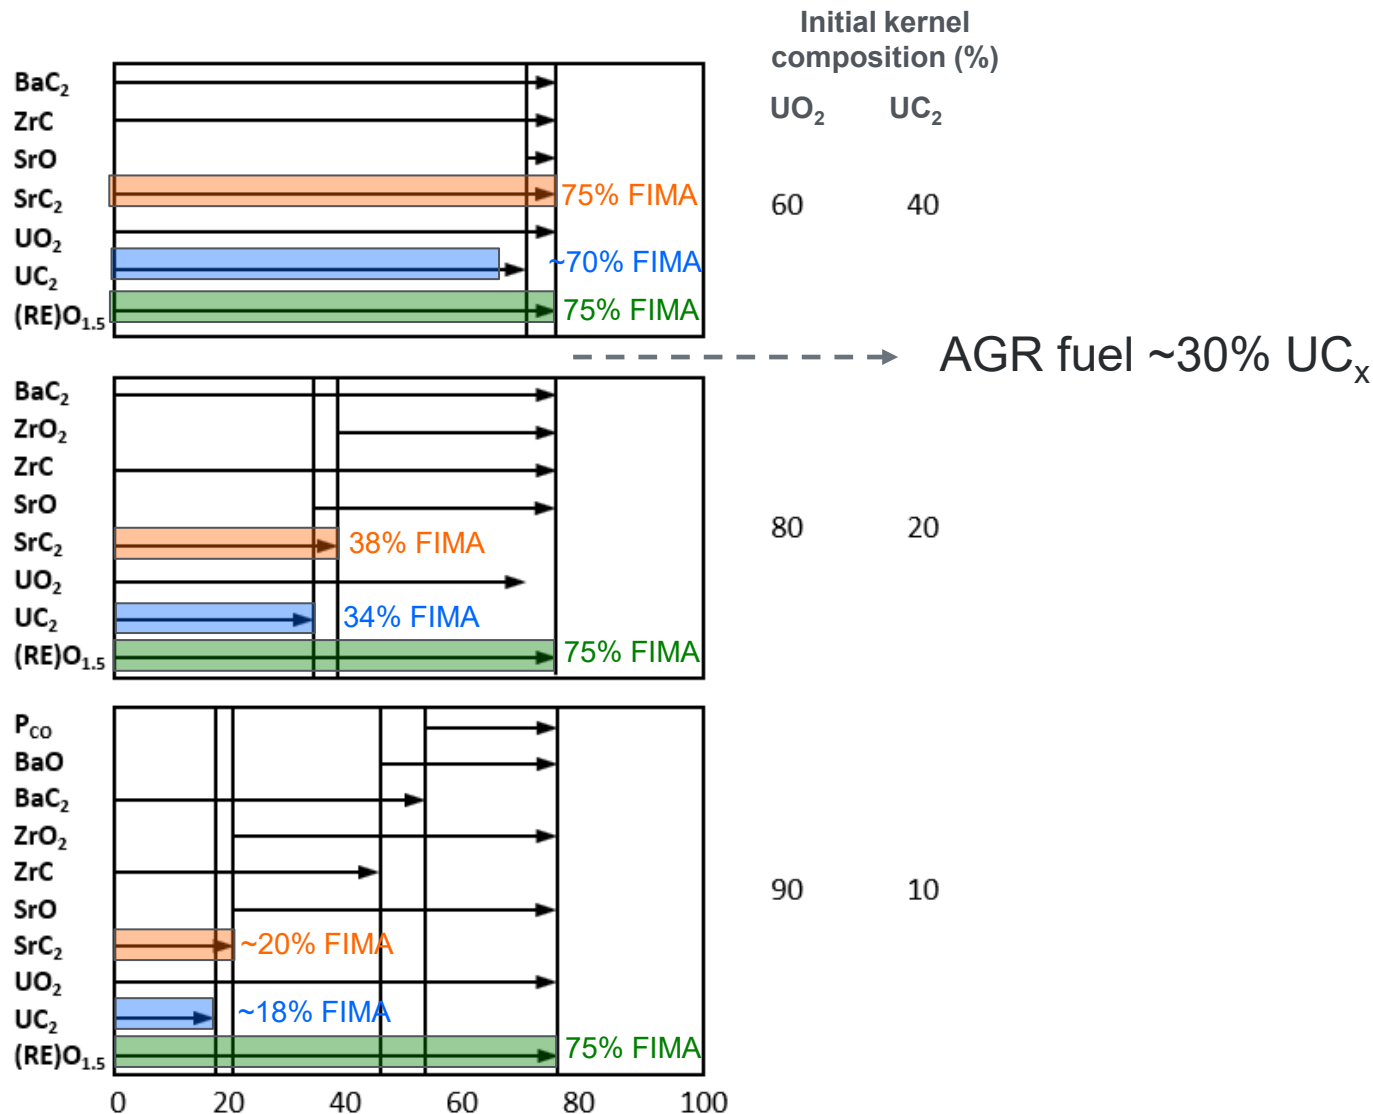 Initial kernel
composition (%)
UO₂ UC₂
BaC₂
ZrC
SrO
SrC₂ 75% FIMA
60 40
UO₂
UC₂ ~70% FIMA
(RE)O₁.₅ 75% FIMA
AGR fuel ~30% UCₓ
BaC₂
ZrO₂
ZrC
SrO
80 20
SrC₂ 38% FIMA
UO₂
UC₂ 34% FIMA
(RE)O₁.₅ 75% FIMA
P_CO
BaO
BaC₂
ZrO₂
ZrC
90 10
SrO
SrC₂ ~20% FIMA
UO₂
UC₂ ~18% FIMA
(RE)O₁.₅ 75% FIMA
0 20 40 60 80 100